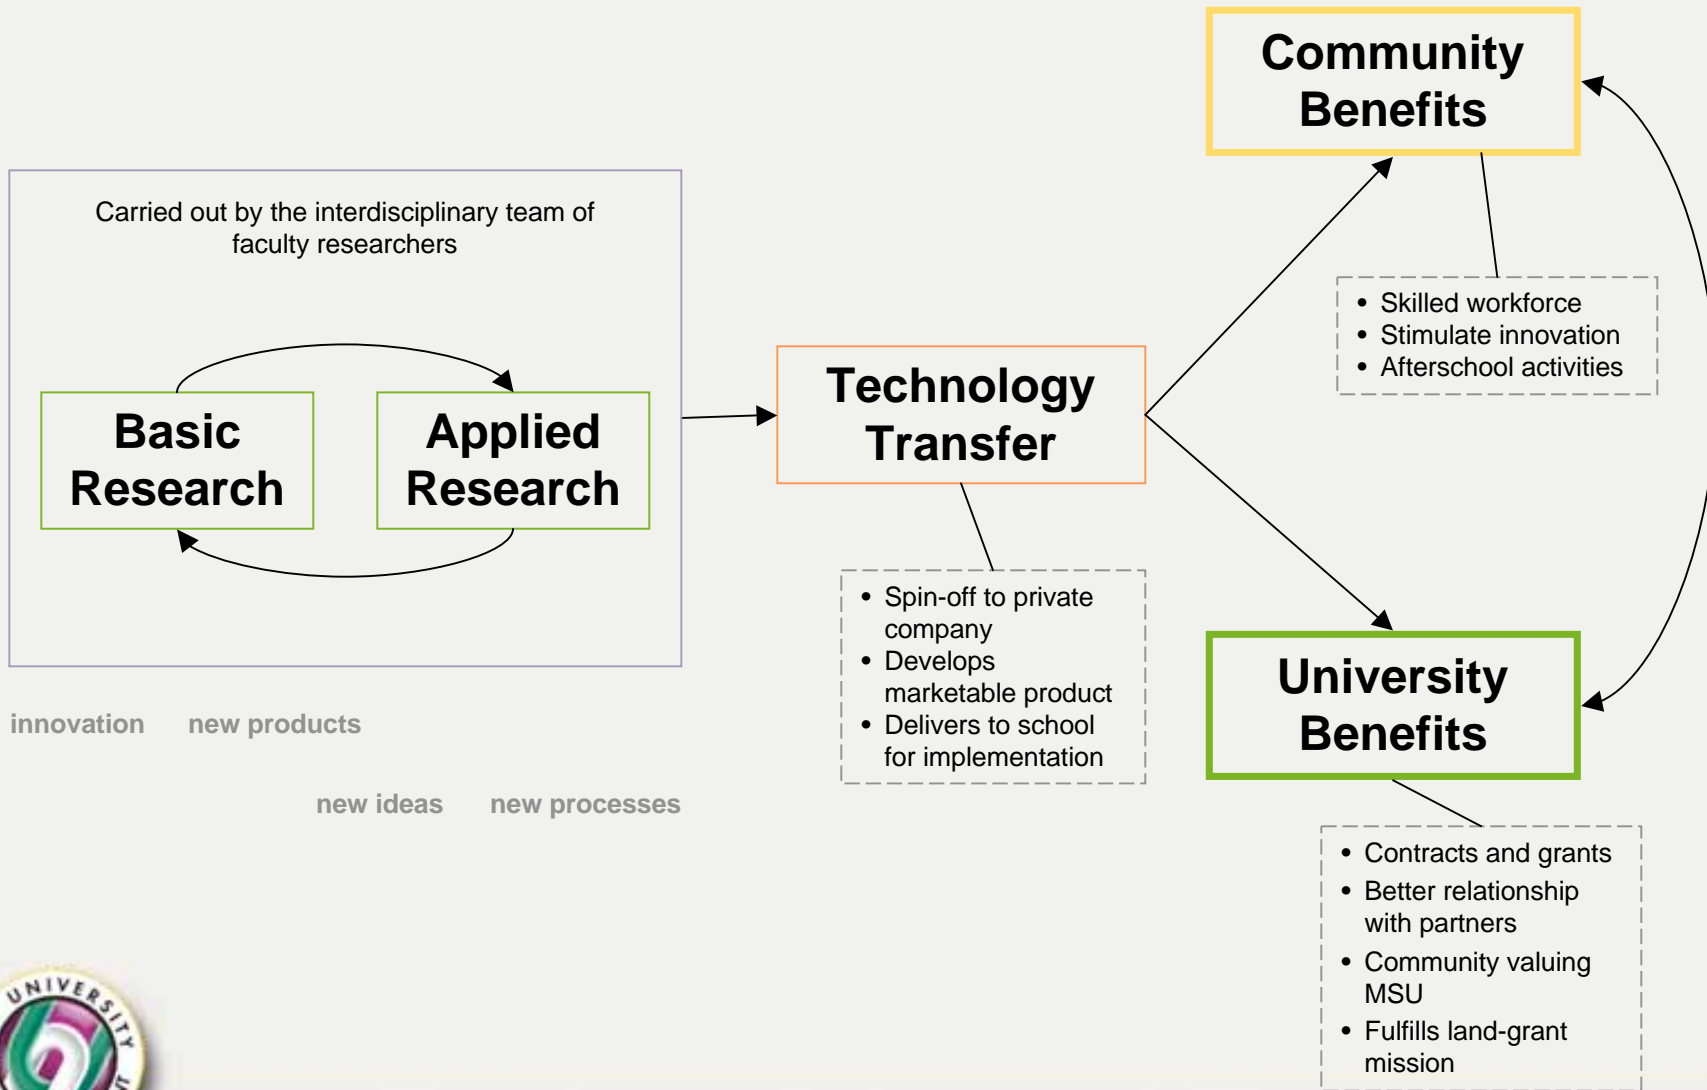 Community
Benefits
Carried out by the interdisciplinary team of
faculty researchers
• Skilled workforce
• Stimulate innovation
• Afterschool activities
Basic
Research
Applied
Research
Technology
Transfer
• Spin-off to private
company
• Develops
marketable product
• Delivers to school
for implementation
University
Benefits
innovation new products
new ideas new processes
• Contracts and grants
• Better relationship
with partners
• Community valuing
MSU
• Fulfills land-grant
mission
UNIVERSITY